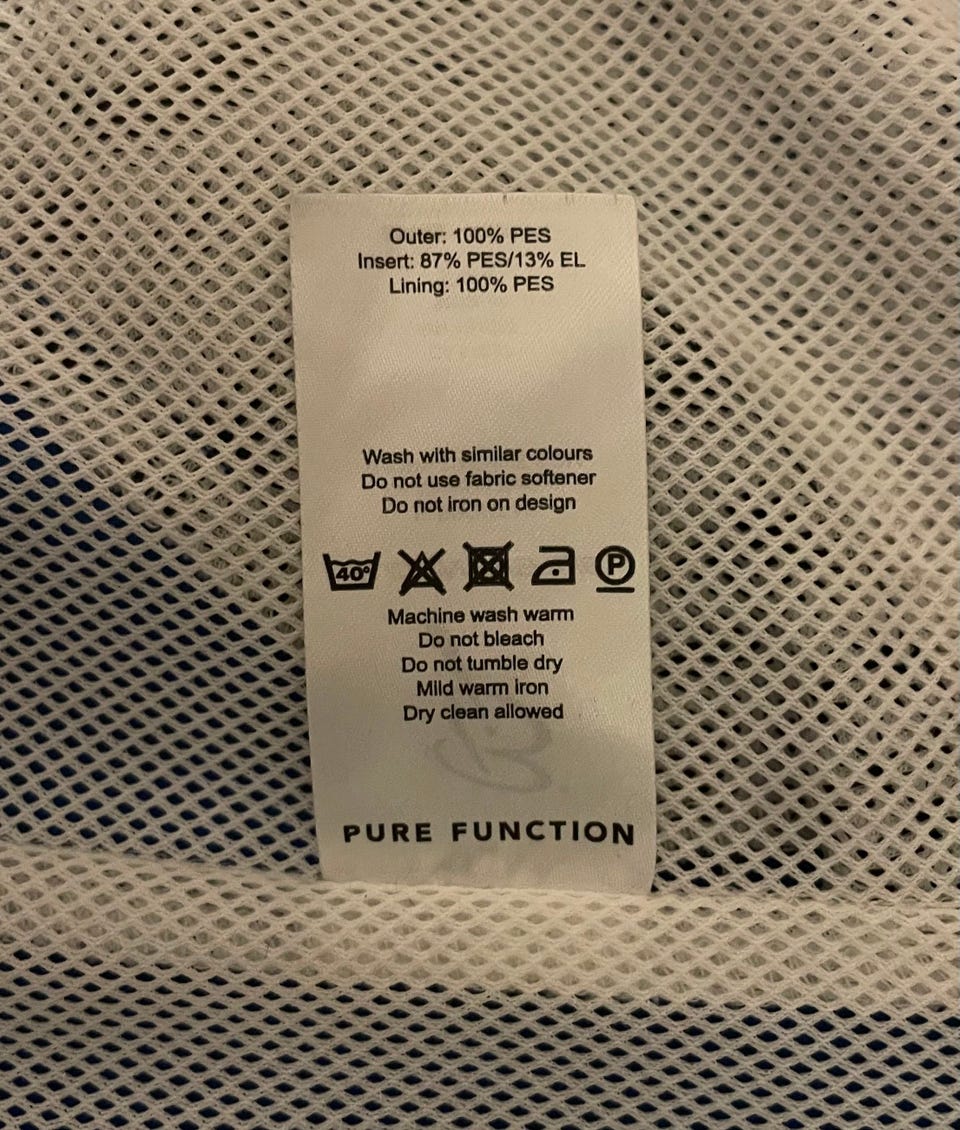 Outer: 100% PES
Insert: 87% PES/13% EL
Lining: 100% PES
Wash with similar colours
Do not use fabric softener
Do not iron on design
40° P
Machine wash warm
Do not bleach
Do not tumble dry
Mild warm iron
Dry clean allowed
PURE FUNCTION